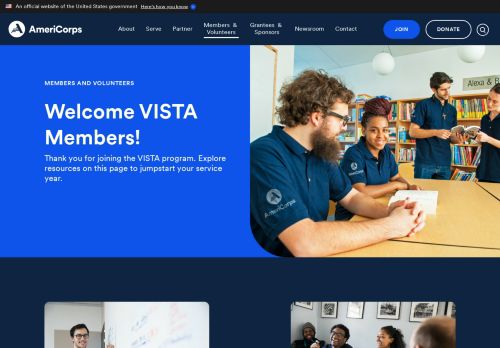 An official website of the United States government Here's how you know
AmeriCorps
About
Serve
Partner
Members &
Volunteers
Grantees &
Sponsors
Newsroom
Contact
JOIN
DONATE
MEMBERS AND VOLUNTEERS
Welcome VISTA
Members!
Thank you for joining the VISTA program. Explore
resources on this page to jumpstart your service
year.
Alexa & R
AmeriCorps